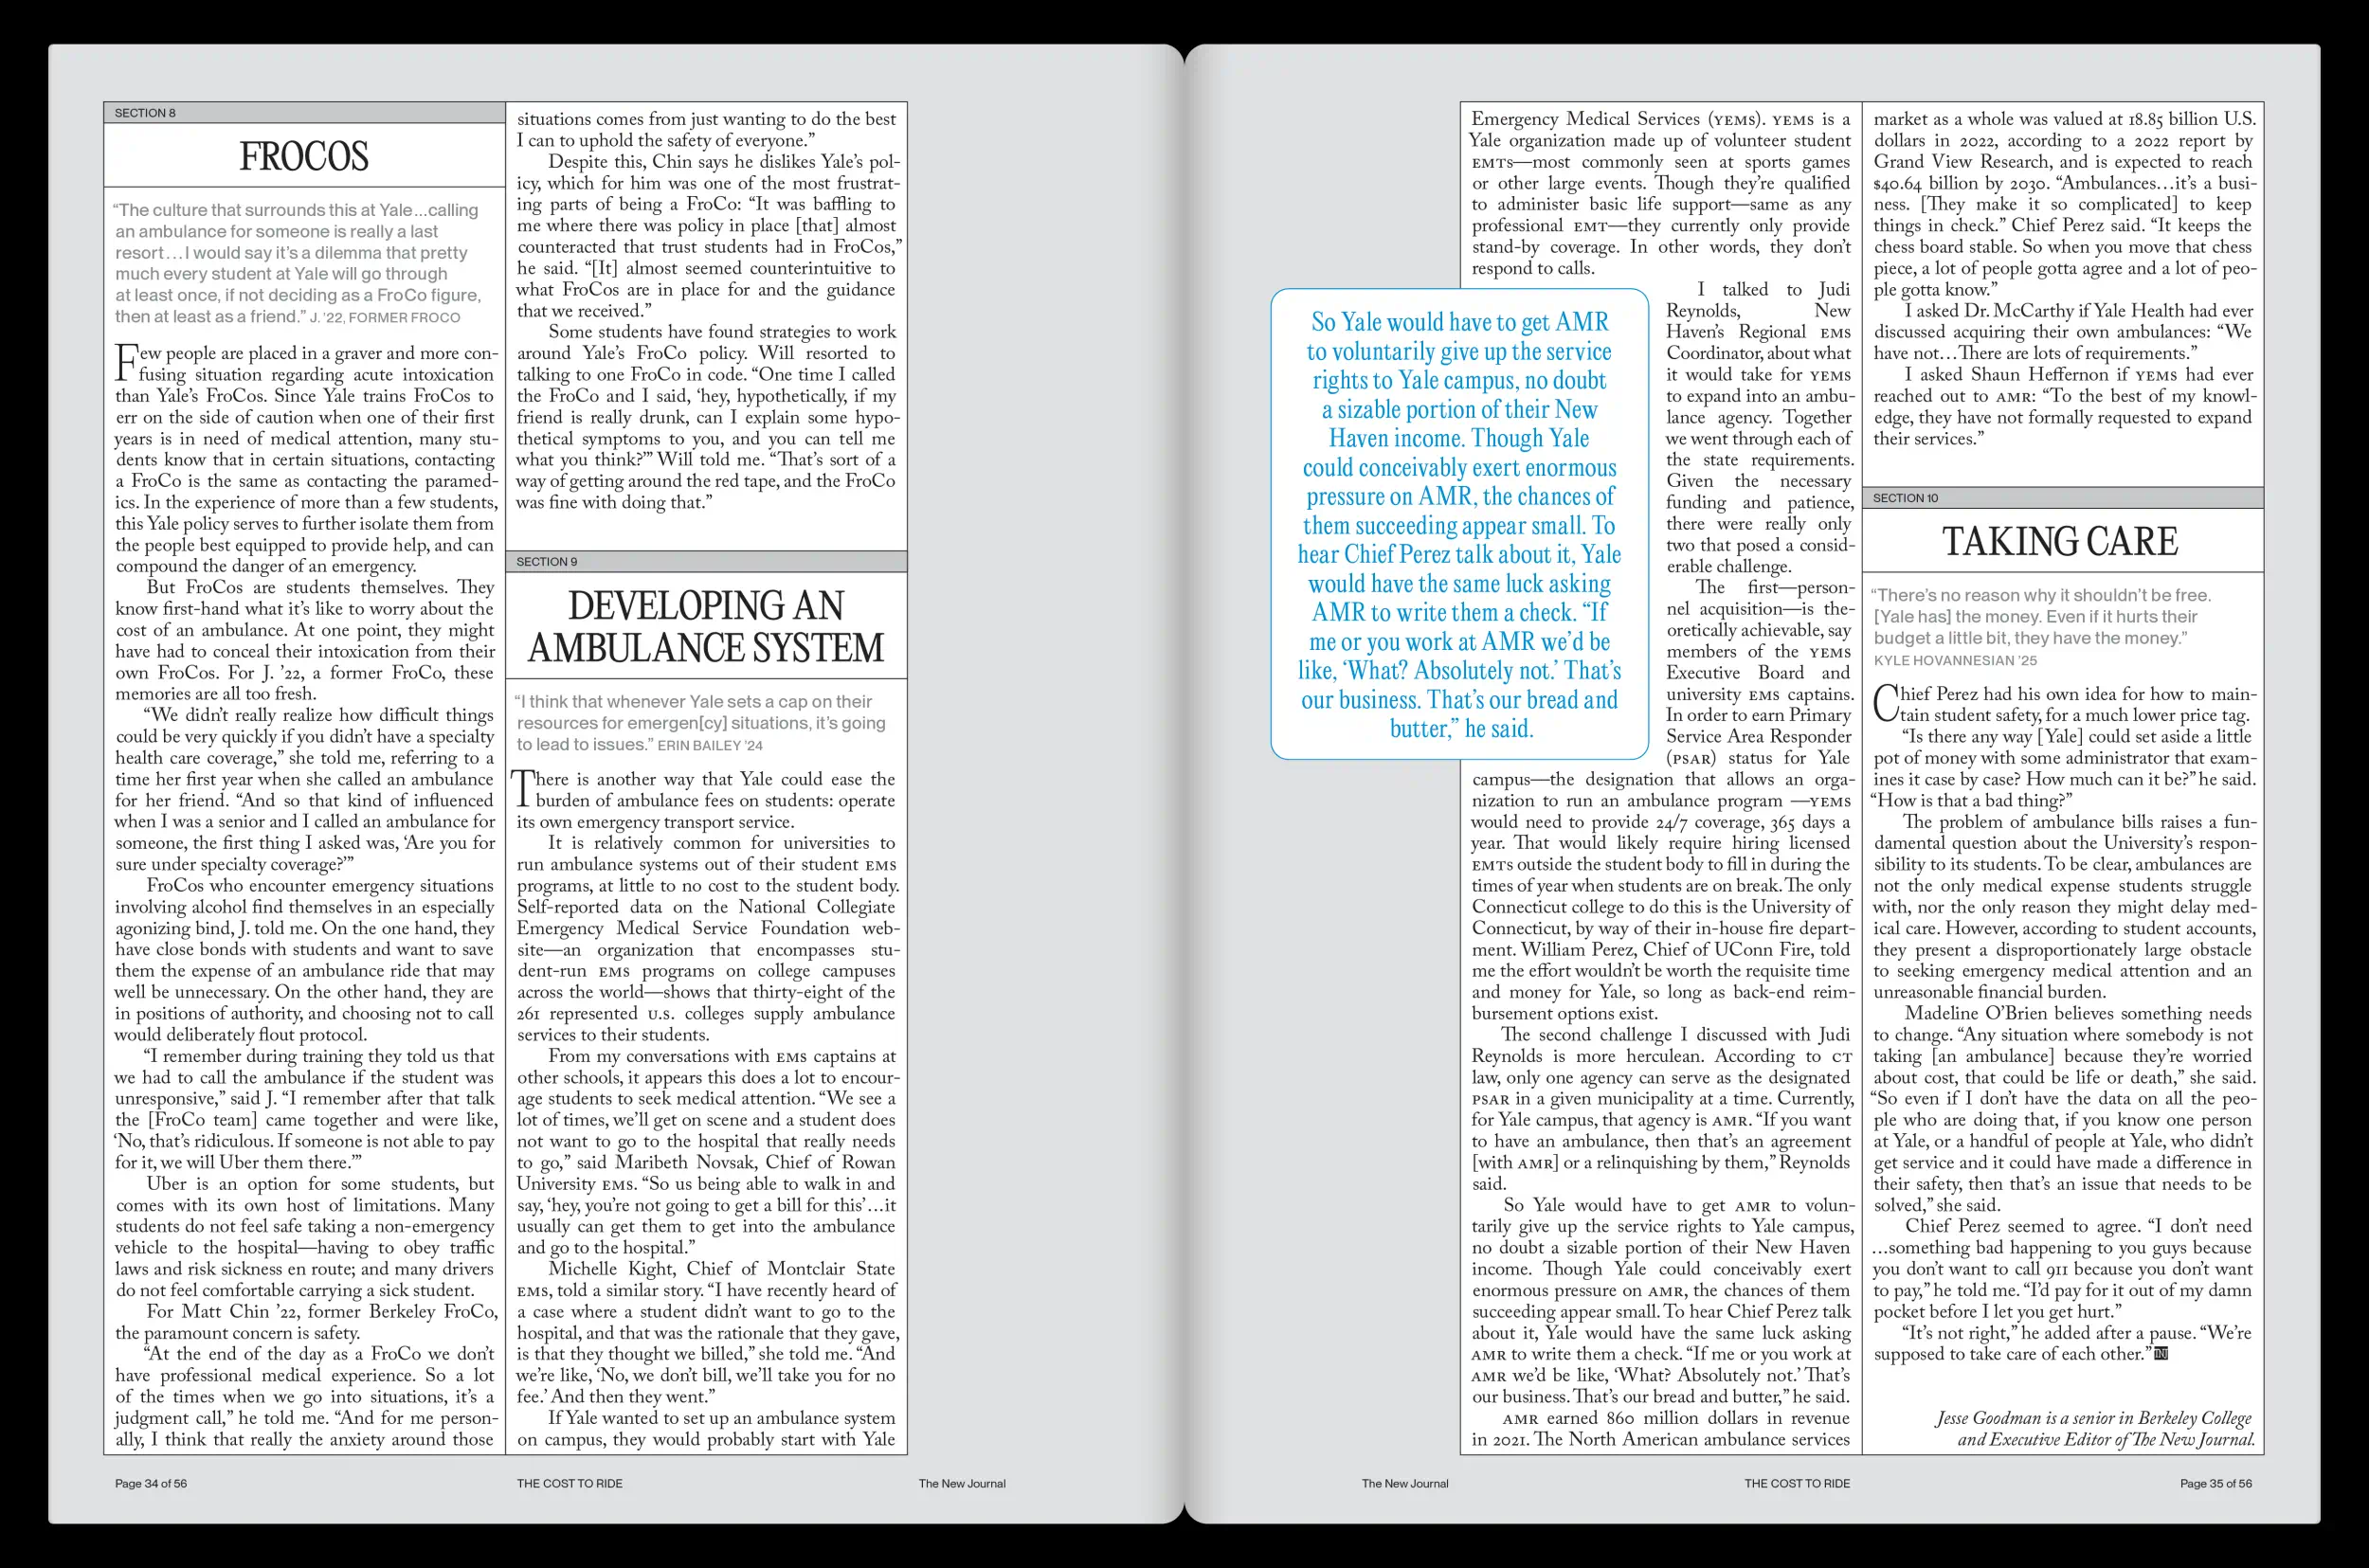 SECTION 8
FROCOS
“The culture that surrounds this at Yale…calling
an ambulance for someone is really a last
resort…I would say it’s a dilemma that pretty
much every student at Yale will go through
at least once, if not deciding as a FroCo figure,
then at least as a friend.” J. ’22, FORMER FROCO
Few people are placed in a graver and more con-
fusing situation regarding acute intoxication
than Yale’s FroCos. Since Yale trains FroCos to
err on the side of caution when one of their first
years is in need of medical attention, many stu-
dents know that in certain situations, contacting
a FroCo is the same as contacting the paramed-
ics. In the experience of more than a few students,
this Yale policy serves to further isolate them from
the people best equipped to provide help, and can
compound the danger of an emergency.
But FroCos are students themselves. They
know first-hand what it’s like to worry about the
cost of an ambulance. At one point, they might
have had to conceal their intoxication from their
own FroCos. For J. ’22, a former FroCo, these
memories are all too fresh.
“We didn’t really realize how difficult things
could be very quickly if you didn’t have a specialty
health care coverage,” she told me, referring to a
time her first year when she called an ambulance
for her friend. “And so that kind of influenced
when I was a senior and I called an ambulance for
someone, the first thing I asked was, ‘Are you for
sure under specialty coverage?’”
FroCos who encounter emergency situations
involving alcohol find themselves in an especially
agonizing bind, J. told me. On the one hand, they
have close bonds with students and want to save
them the expense of an ambulance ride that may
well be unnecessary. On the other hand, they are
in positions of authority, and choosing not to call
would deliberately flout protocol.
“I remember during training they told us that
we had to call the ambulance if the student was
unresponsive,” said J. “I remember after that talk
the [FroCo team] came together and were like,
‘No, that’s ridiculous. If someone is not able to pay
for it, we will Uber them there.’”
Uber is an option for some students, but
comes with its own host of limitations. Many
students do not feel safe taking a non-emergency
vehicle to the hospital—having to obey traffic
laws and risk sickness en route; and many drivers
do not feel comfortable carrying a sick student.
For Matt Chin ’22, former Berkeley FroCo,
the paramount concern is safety.
“At the end of the day as a FroCo we don’t
have professional medical experience. So a lot
of the times when we go into situations, it’s a
judgment call,” he told me. “And for me person-
ally, I think that really the anxiety around those
situations comes from just wanting to do the best
I can to uphold the safety of everyone.”
Despite this, Chin says he dislikes Yale’s pol-
icy, which for him was one of the most frustrat-
ing parts of being a FroCo: “It was baffling to
me where there was policy in place [that] almost
counteracted that trust students had in FroCos,”
he said. “[It] almost seemed counterintuitive to
what FroCos are in place for and the guidance
that we received.”
Some students have found strategies to work
around Yale’s FroCo policy. Will resorted to
talking to one FroCo in code. “One time I called
the FroCo and I said, ‘hey, hypothetically, if my
friend is really drunk, can I explain some hypo-
thetical symptoms to you, and you can tell me
what you think?’” Will told me. “That’s sort of a
way of getting around the red tape, and the FroCo
was fine with doing that.”
SECTION 9
DEVELOPING AN
AMBULANCE SYSTEM
“I think that whenever Yale sets a cap on their
resources for emergen[cy] situations, it’s going
to lead to issues.” ERIN BAILEY ’24
There is another way that Yale could ease the
burden of ambulance fees on students: operate
its own emergency transport service.
It is relatively common for universities to
run ambulance systems out of their student EMS
programs, at little to no cost to the student body.
Self-reported data on the National Collegiate
Emergency Medical Service Foundation web-
site—an organization that encompasses stu-
dent-run EMS programs on college campuses
across the world—shows that thirty-eight of the
261 represented U.S. colleges supply ambulance
services to their students.
From my conversations with EMS captains at
other schools, it appears this does a lot to encour-
age students to seek medical attention. “We see a
lot of times, we’ll get on scene and a student does
not want to go to the hospital that really needs
to go,” said Maribeth Novsak, Chief of Rowan
University EMS. “So us being able to walk in and
say, ‘hey, you’re not going to get a bill for this’…it
usually can get them to get into the ambulance
and go to the hospital.”
Michelle Kight, Chief of Montclair State
EMS, told a similar story. “I have recently heard of
a case where a student didn’t want to go to the
hospital, and that was the rationale that they gave,
is that they thought we billed,” she told me. “And
we’re like, ‘No, we don’t bill, we’ll take you for no
fee.’ And then they went.”
If Yale wanted to set up an ambulance system
on campus, they would probably start with Yale
Page 34 of 56
THE COST TO RIDE
The New Journal
Emergency Medical Services (YEMS). YEMS is a
Yale organization made up of volunteer student
EMTS—most commonly seen at sports games
or other large events. Though they’re qualified
to administer basic life support—same as any
professional EMT—they currently only provide
stand-by coverage. In other words, they don’t
respond to calls.
I talked to Judi
Reynolds, New
Haven’s Regional EMS
Coordinator, about what
it would take for YEMS
to expand into an ambu-
lance agency. Together
we went through each of
the state requirements.
Given the necessary
funding and patience,
there were really only
two that posed a consid-
erable challenge.
The first—person-
nel acquisition—is the-
oretically achievable, say
members of the YEMS
Executive Board and
university EMS captains.
In order to earn Primary
Service Area Responder
(PSAR) status for Yale
campus—the designation that allows an orga-
nization to run an ambulance program —YEMS
would need to provide 24/7 coverage, 365 days a
year. That would likely require hiring licensed
EMTS outside the student body to fill in during the
times of year when students are on break. The only
Connecticut college to do this is the University of
Connecticut, by way of their in-house fire depart-
ment. William Perez, Chief of UConn Fire, told
me the effort wouldn’t be worth the requisite time
and money for Yale, so long as back-end reim-
bursement options exist.
The second challenge I discussed with Judi
Reynolds is more herculean. According to CT
law, only one agency can serve as the designated
PSAR in a given municipality at a time. Currently,
for Yale campus, that agency is AMR. “If you want
to have an ambulance, then that’s an agreement
[with AMR] or a relinquishing by them,” Reynolds
said.
So Yale would have to get AMR to volun-
tarily give up the service rights to Yale campus,
no doubt a sizable portion of their New Haven
income. Though Yale could conceivably exert
enormous pressure on AMR, the chances of them
succeeding appear small. To hear Chief Perez talk
about it, Yale would have the same luck asking
AMR to write them a check. “If me or you work at
AMR we’d be like, ‘What? Absolutely not.’ That’s
our business. That’s our bread and butter,” he said.
AMR earned 860 million dollars in revenue
in 2021. The North American ambulance services
So Yale would have to get AMR
to voluntarily give up the service
rights to Yale campus, no doubt
a sizable portion of their New
Haven income. Though Yale
could conceivably exert enormous
pressure on AMR, the chances of
them succeeding appear small. To
hear Chief Perez talk about it, Yale
would have the same luck asking
AMR to write them a check. “If
me or you work at AMR we’d be
like, ‘What? Absolutely not.’ That’s
our business. That’s our bread and
butter,” he said.
market as a whole was valued at 18.85 billion U.S.
dollars in 2022, according to a 2022 report by
Grand View Research, and is expected to reach
$40.64 billion by 2030. “Ambulances…it’s a busi-
ness. [They make it so complicated] to keep
things in check.” Chief Perez said. “It keeps the
chess board stable. So when you move that chess
piece, a lot of people gotta agree and a lot of peo-
ple gotta know.”
I asked Dr. McCarthy if Yale Health had ever
discussed acquiring their own ambulances: “We
have not…There are lots of requirements.”
I asked Shaun Heffernon if YEMS had ever
reached out to AMR: “To the best of my knowl-
edge, they have not formally requested to expand
their services.”
SECTION 10
TAKING CARE
“There’s no reason why it shouldn’t be free.
[Yale has] the money. Even if it hurts their
budget a little bit, they have the money.”
KYLE HOVANNESIAN ’25
Chief Perez had his own idea for how to main-
tain student safety, for a much lower price tag.
“Is there any way [Yale] could set aside a little
pot of money with some administrator that exam-
ines it case by case? How much can it be?” he said.
“How is that a bad thing?”
The problem of ambulance bills raises a fun-
damental question about the University’s respon-
sibility to its students. To be clear, ambulances are
not the only medical expense students struggle
with, nor the only reason they might delay med-
ical care. However, according to student accounts,
they present a disproportionately large obstacle
to seeking emergency medical attention and an
unreasonable financial burden.
Madeline O’Brien believes something needs
to change. “Any situation where somebody is not
taking [an ambulance] because they’re worried
about cost, that could be life or death,” she said.
“So even if I don’t have the data on all the peo-
ple who are doing that, if you know one person
at Yale, or a handful of people at Yale, who didn’t
get service and it could have made a difference in
their safety, then that’s an issue that needs to be
solved,” she said.
Chief Perez seemed to agree. “I don’t need
…something bad happening to you guys because
you don’t want to call 911 because you don’t want
to pay,” he told me. “I’d pay for it out of my damn
pocket before I let you get hurt.”
“It’s not right,” he added after a pause. “We’re
supposed to take care of each other.” TNJ
Jesse Goodman is a senior in Berkeley College
and Executive Editor of The New Journal.
The New Journal
THE COST TO RIDE
Page 35 of 56